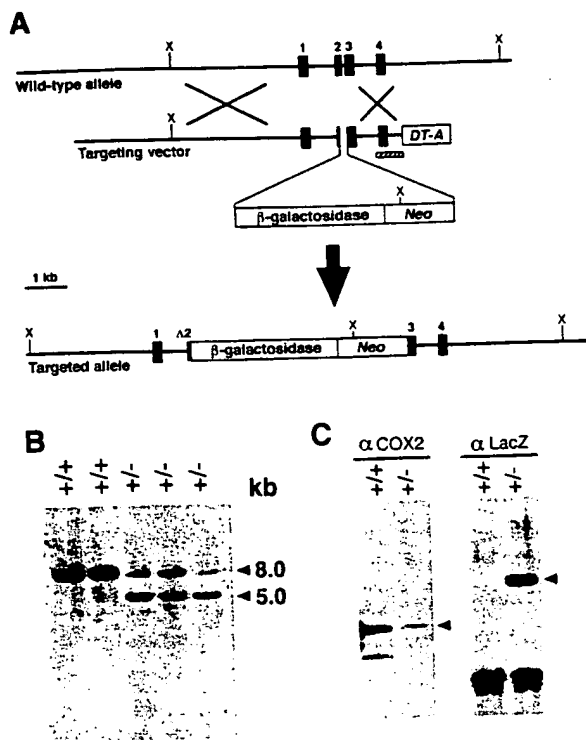 A
X X
1 2 3 4
Wild-type allele
X
DT-A
Targeting vector
X
β-galactosidase Neo
1 kb
X 1 Δ2 X 3 4 X
β-galactosidase Neo
Targeted allele
B
+/+ +/+ +/- +/- +/- kb
8.0
5.0
C
α COX2 α LacZ
+/+ +/- +/+ +/-